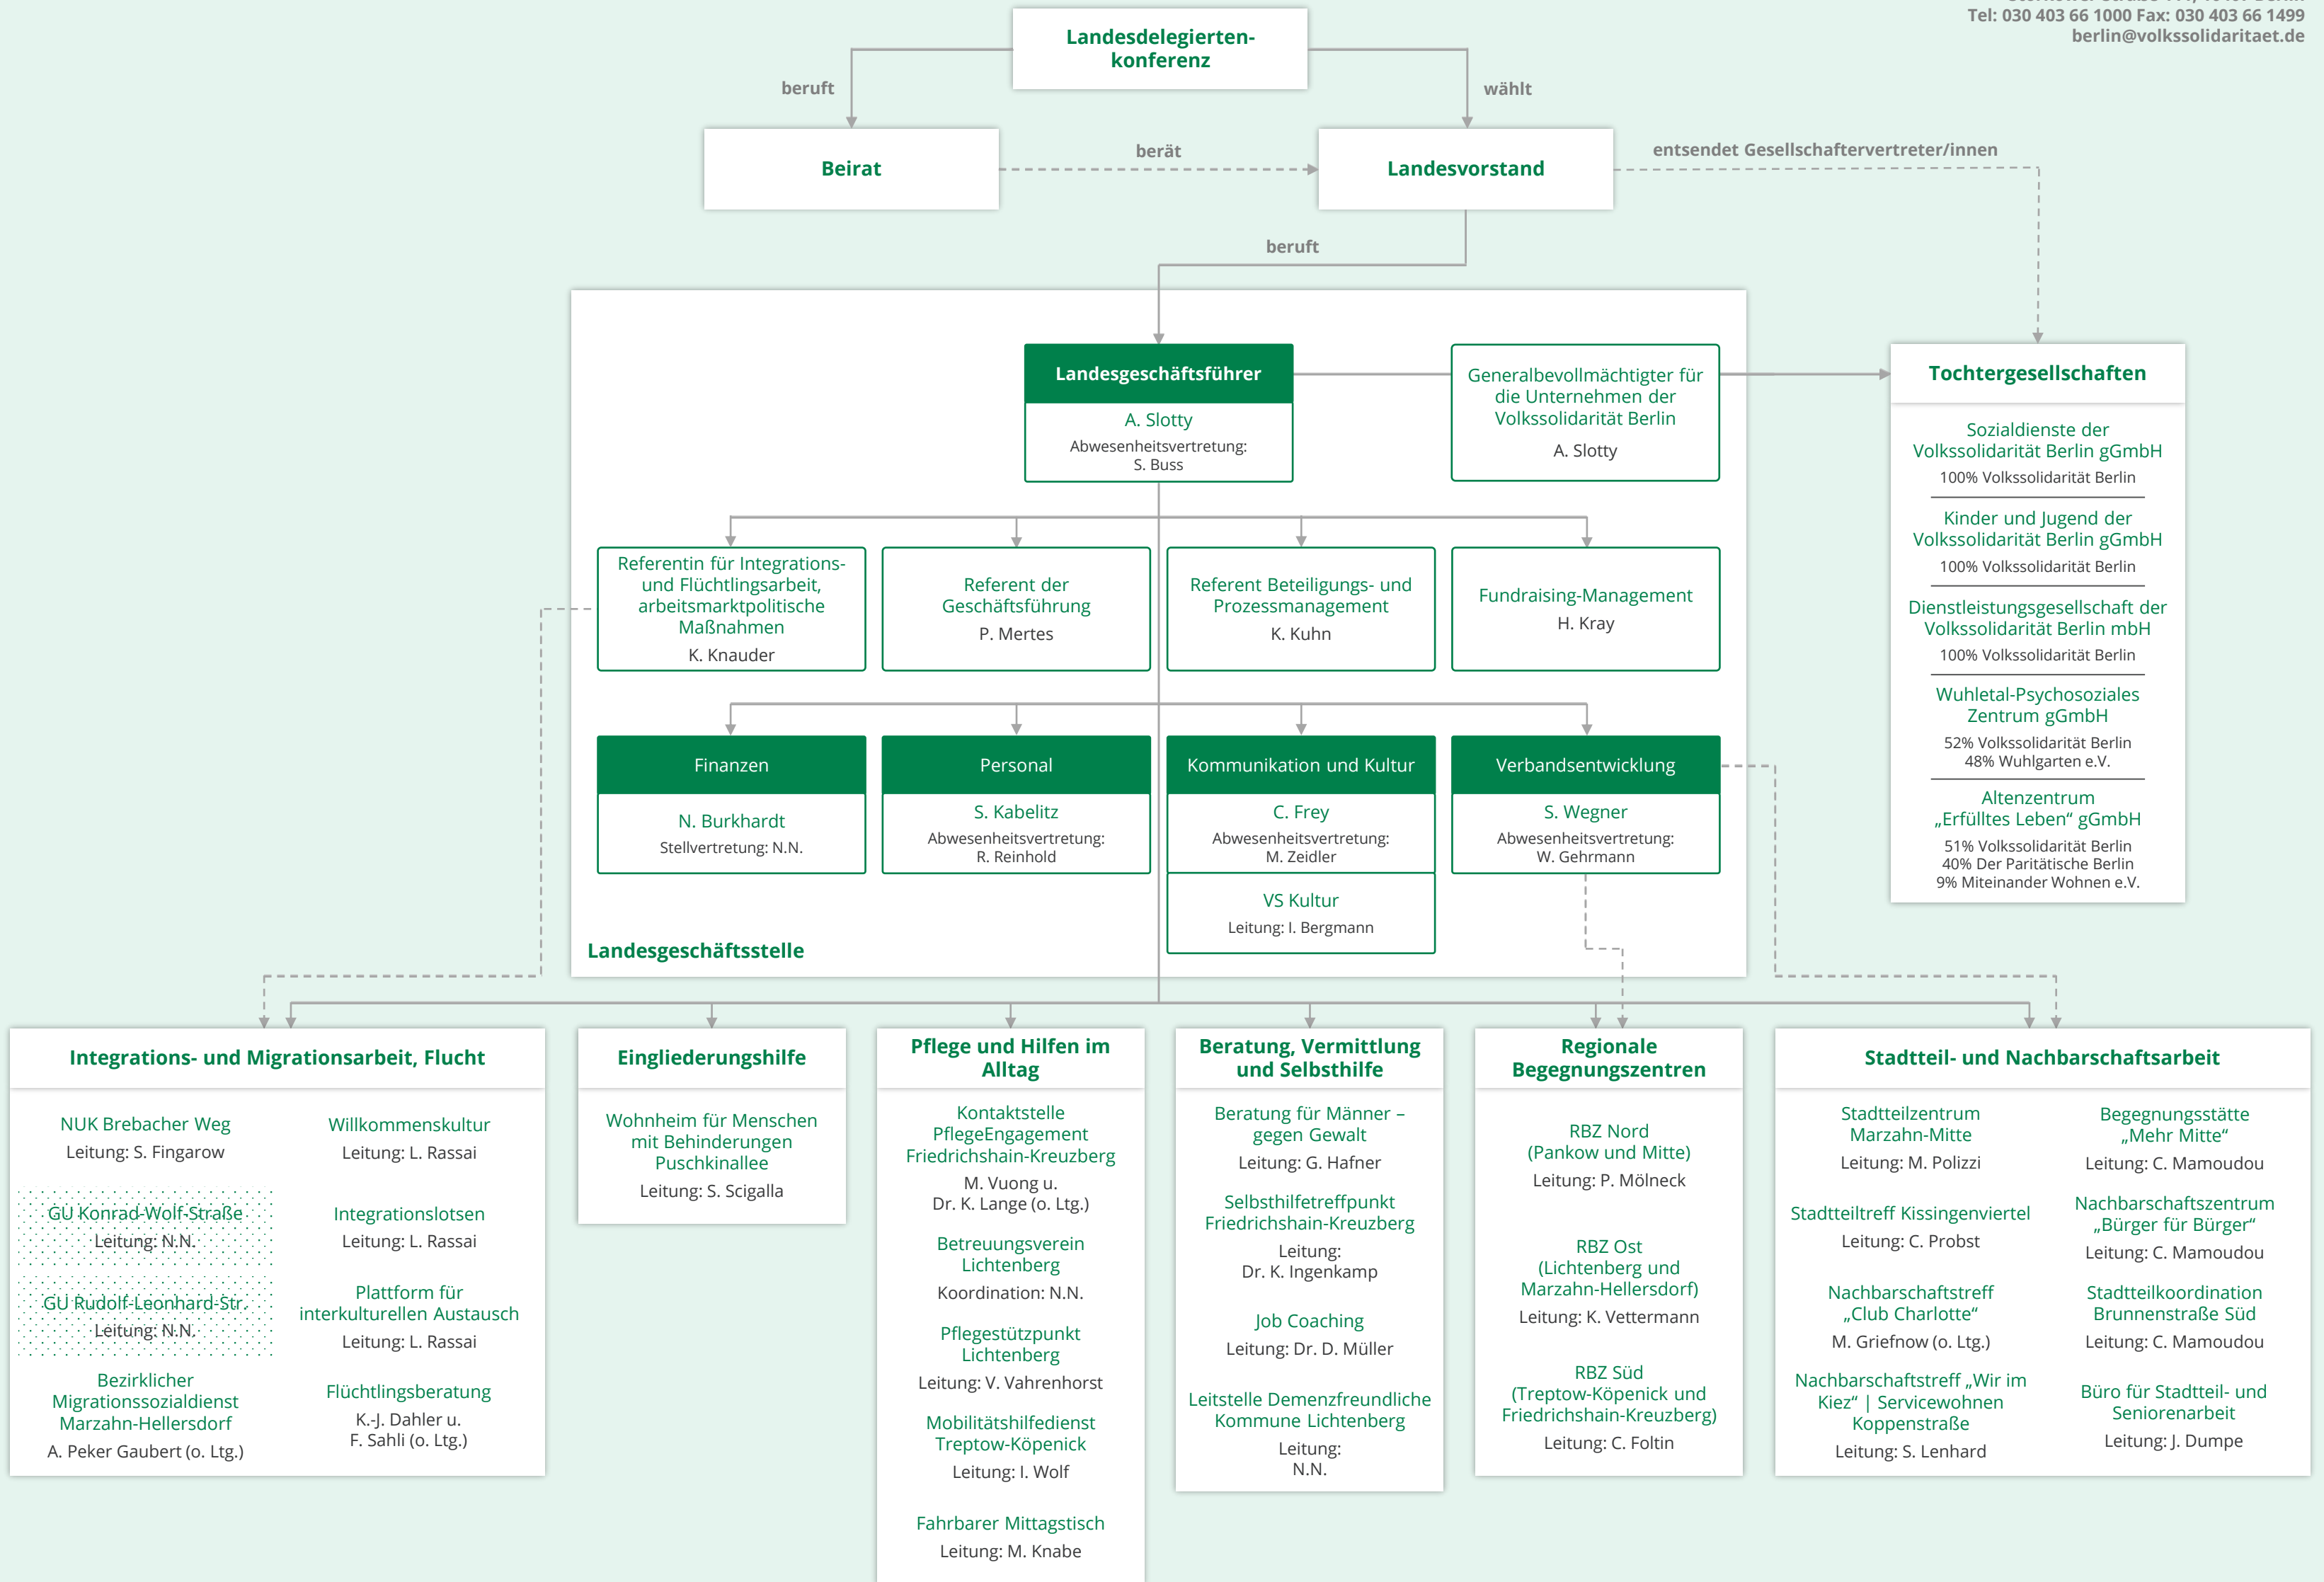 Tel: 030 403 66 1000 Fax: 030 403 66 1499
berlin@volkssolidaritaet.de
Landesdelegierten-
konferenz
beruft
wählt
Beirat
berät
Landesvorstand
entsendet Gesellschaftervertreter/innen
beruft
Landesgeschäftsführer
A. Slotty
Abwesenheitsvertretung:
S. Buss
Generalbevollmächtigter für
die Unternehmen der
Volkssolidarität Berlin
A. Slotty
Tochtergesellschaften
Sozialdienste der
Volkssolidarität Berlin gGmbH
100% Volkssolidarität Berlin
Kinder und Jugend der
Volkssolidarität Berlin gGmbH
100% Volkssolidarität Berlin
Dienstleistungsgesellschaft der
Volkssolidarität Berlin mbH
100% Volkssolidarität Berlin
Wuhletal-Psychosoziales
Zentrum gGmbH
52% Volkssolidarität Berlin
48% Wuhlgarten e.V.
Altenzentrum
„Erfülltes Leben“ gGmbH
51% Volkssolidarität Berlin
40% Der Paritätische Berlin
9% Miteinander Wohnen e.V.
Referentin für Integrations-
und Flüchtlingsarbeit,
arbeitsmarktpolitische
Maßnahmen
K. Knauder
Referent der
Geschäftsführung
P. Mertes
Referent Beteiligungs- und
Prozessmanagement
K. Kuhn
Fundraising-Management
H. Kray
Finanzen
N. Burkhardt
Stellvertretung: N.N.
Personal
S. Kabelitz
Abwesenheitsvertretung:
R. Reinhold
Kommunikation und Kultur
C. Frey
Abwesenheitsvertretung:
M. Zeidler
VS Kultur
Leitung: I. Bergmann
Verbandsentwicklung
S. Wegner
Abwesenheitsvertretung:
W. Gehrmann
Landesgeschäftsstelle
Integrations- und Migrationsarbeit, Flucht
NUK Brebacher Weg
Leitung: S. Fingarow
GU Konrad-Wolf-Straße
Leitung: N.N.
GU Rudolf-Leonhard-Str.
Leitung: N.N.
Bezirklicher
Migrationssozialdienst
Marzahn-Hellersdorf
A. Peker Gaubert (o. Ltg.)
Willkommenskultur
Leitung: L. Rassai
Integrationslotsen
Leitung: L. Rassai
Plattform für
interkulturellen Austausch
Leitung: L. Rassai
Flüchtlingsberatung
K.-J. Dahler u.
F. Sahli (o. Ltg.)
Eingliederungshilfe
Wohnheim für Menschen
mit Behinderungen
Puschkinallee
Leitung: S. Scigalla
Pflege und Hilfen im
Alltag
Kontaktstelle
PflegeEngagement
Friedrichshain-Kreuzberg
M. Vuong u.
Dr. K. Lange (o. Ltg.)
Betreuungsverein
Lichtenberg
Koordination: N.N.
Pflegestützpunkt
Lichtenberg
Leitung: V. Vahrenhorst
Mobilitätshilfedienst
Treptow-Köpenick
Leitung: I. Wolf
Fahrbarer Mittagstisch
Leitung: M. Knabe
Beratung, Vermittlung
und Selbsthilfe
Beratung für Männer –
gegen Gewalt
Leitung: G. Hafner
Selbsthilfetreffpunkt
Friedrichshain-Kreuzberg
Leitung:
Dr. K. Ingenkamp
Job Coaching
Leitung: Dr. D. Müller
Leitstelle Demenzfreundliche
Kommune Lichtenberg
Leitung:
N.N.
Regionale
Begegnungszentren
RBZ Nord
(Pankow und Mitte)
Leitung: P. Mölneck
RBZ Ost
(Lichtenberg und
Marzahn-Hellersdorf)
Leitung: K. Vettermann
RBZ Süd
(Treptow-Köpenick und
Friedrichshain-Kreuzberg)
Leitung: C. Foltin
Stadtteil- und Nachbarschaftsarbeit
Stadtteilzentrum
Marzahn-Mitte
Leitung: M. Polizzi
Stadtteiltreff Kissingenviertel
Leitung: C. Probst
Nachbarschaftstreff
„Club Charlotte“
M. Griefnow (o. Ltg.)
Nachbarschaftstreff „Wir im
Kiez“ | Servicewohnen
Koppenstraße
Leitung: S. Lenhard
Begegnungsstätte
„Mehr Mitte“
Leitung: C. Mamoudou
Nachbarschaftszentrum
„Bürger für Bürger“
Leitung: C. Mamoudou
Stadtteilkoordination
Brunnenstraße Süd
Leitung: C. Mamoudou
Büro für Stadtteil- und
Seniorenarbeit
Leitung: J. Dumpe